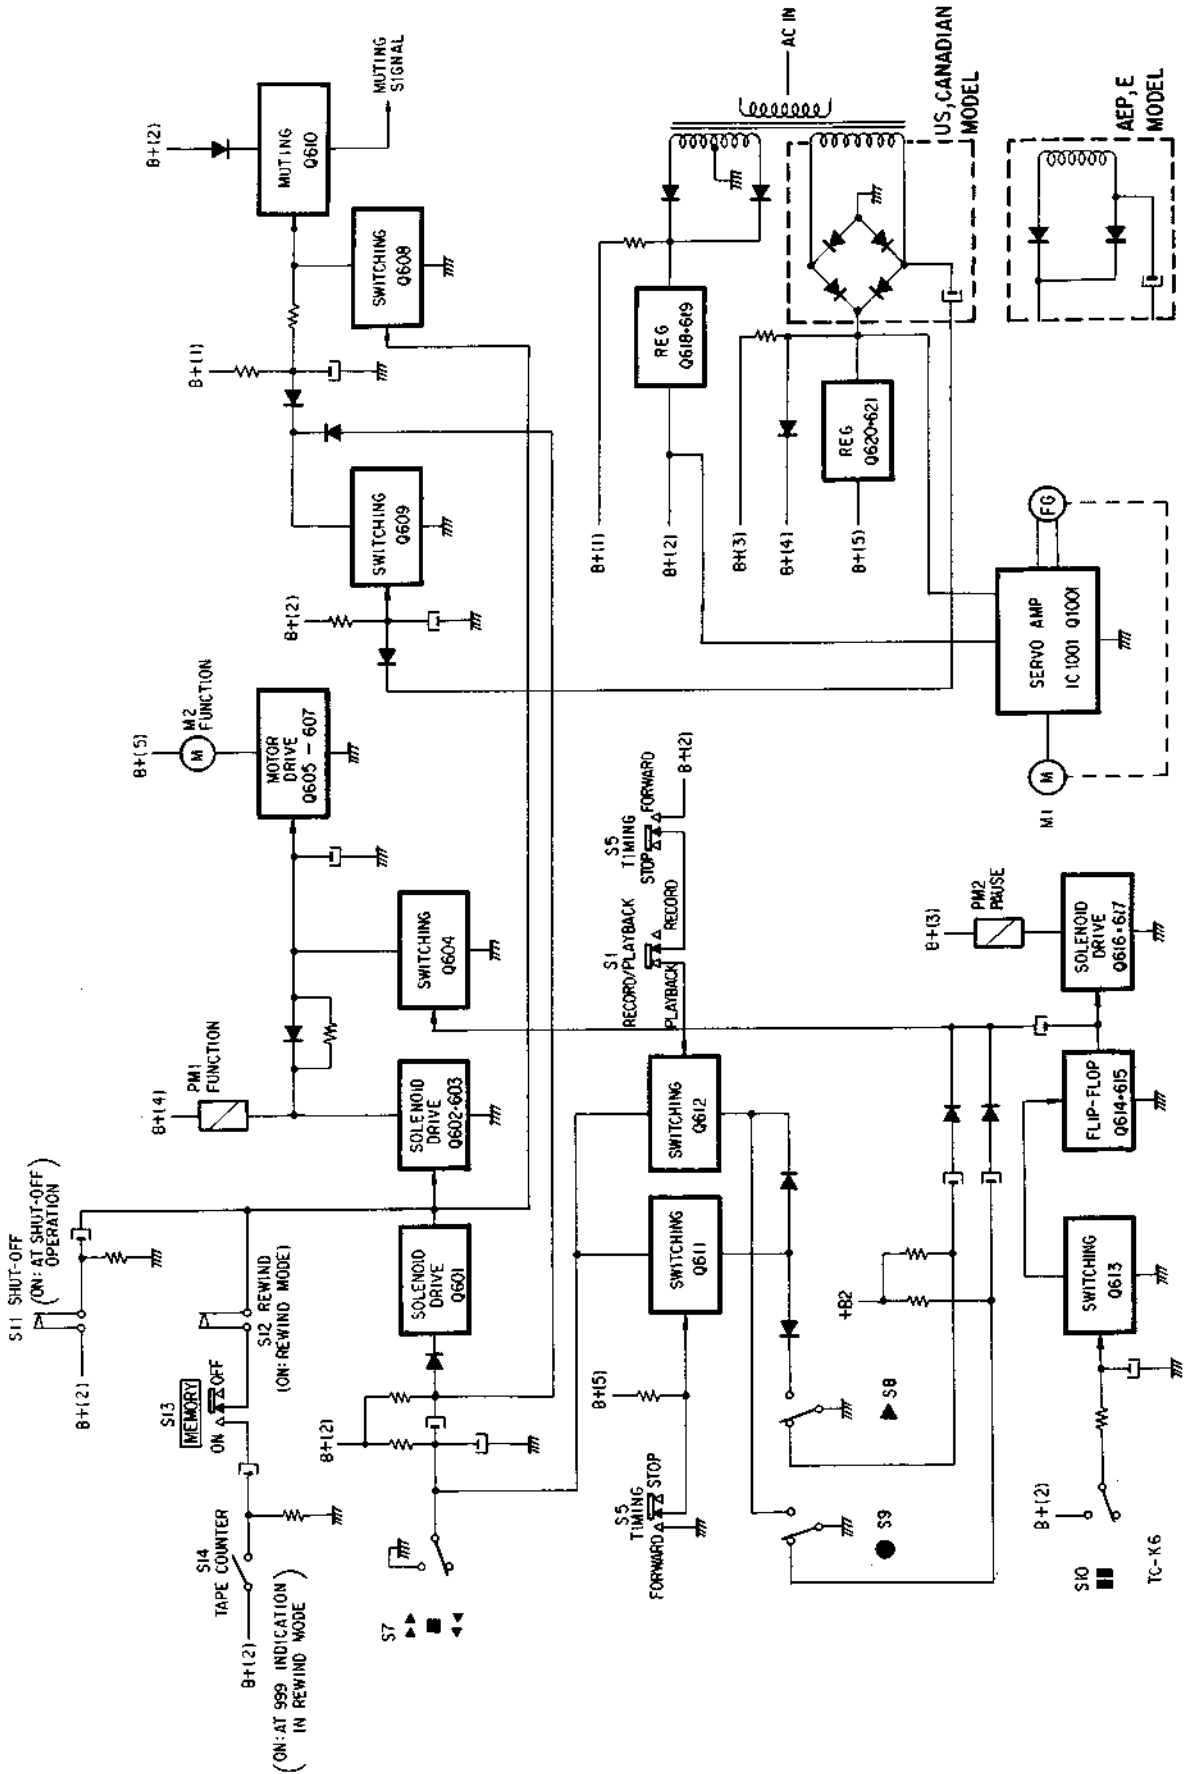 S11 SHUT-OFF
(ON: AT SHUT-OFF
OPERATION)
B+(2)
S13
MEMORY
ON
OFF
S12 REWIND
(ON: REWIND MODE)
S14
TAPE COUNTER
B+(2)
(ON: AT 999 INDICATION
IN REWIND MODE)
B+(4)
PM1
FUNCTION
B+(5)
M2
FUNCTION
M
MOTOR
DRIVE
Q605 - 607
B+(2)
MUTING
Q610
MUTING
SIGNAL
SWITCHING
Q608
B+(1)
SWITCHING
Q609
B+(2)
SWITCHING
Q604
SOLENOID
DRIVE
Q602·603
SOLENOID
DRIVE
Q601
B+(2)
S7
SWITCHING
Q612
SWITCHING
Q611
S1
RECORD/PLAYBACK
RECORD
PLAYBACK
S5
TIMING
STOP
FORWARD
B+(2)
B+(5)
S5
TIMING
FORWARD
STOP
S8
S9
+B2
B+(1)
B+(2)
B+(3)
B+(4)
B+(5)
REG
Q618·619
REG
Q620·621
AC IN
US, CANADIAN
MODEL
AEP, E
MODEL
SERVO AMP
IC1001 Q1001
FG
M
M1
B+(3)
PM2
PAUSE
SOLENOID
DRIVE
Q616·617
FLIP-FLOP
Q614·615
SWITCHING
Q613
B+(2)
S10
TC-K6